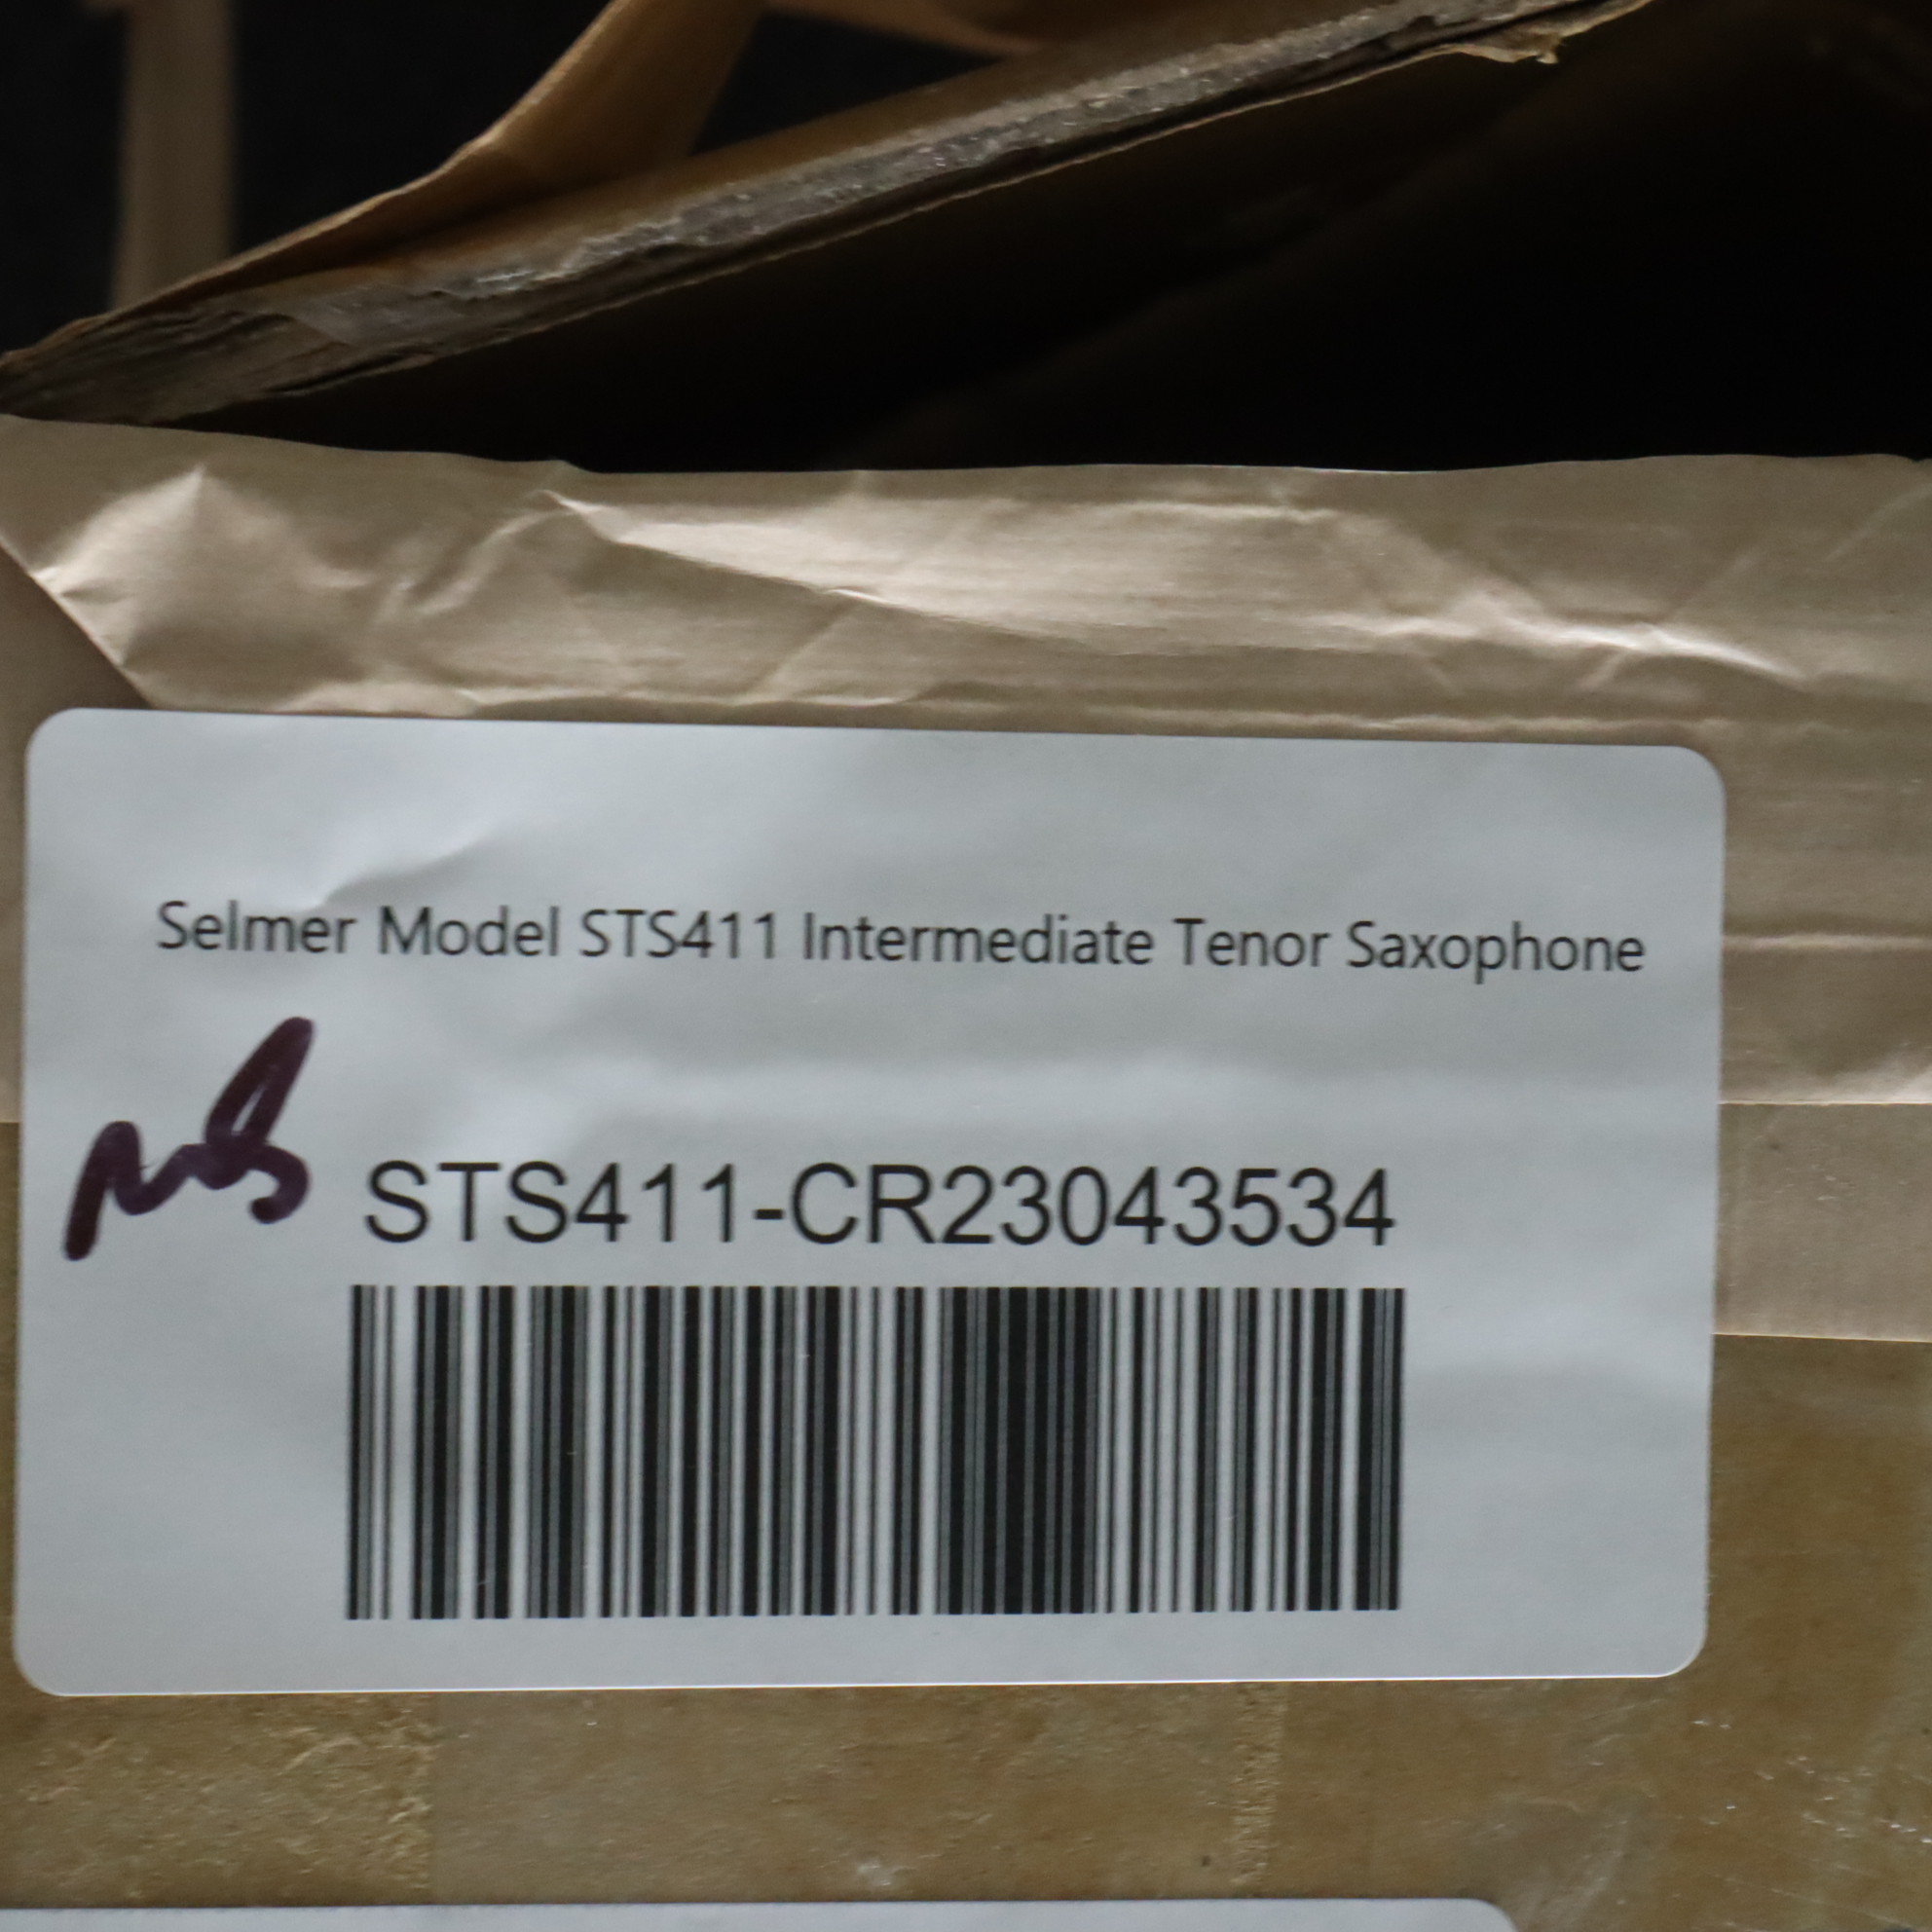 Selmer Model STS411 Intermediate Tenor Saxophone
STS411-CR23043534